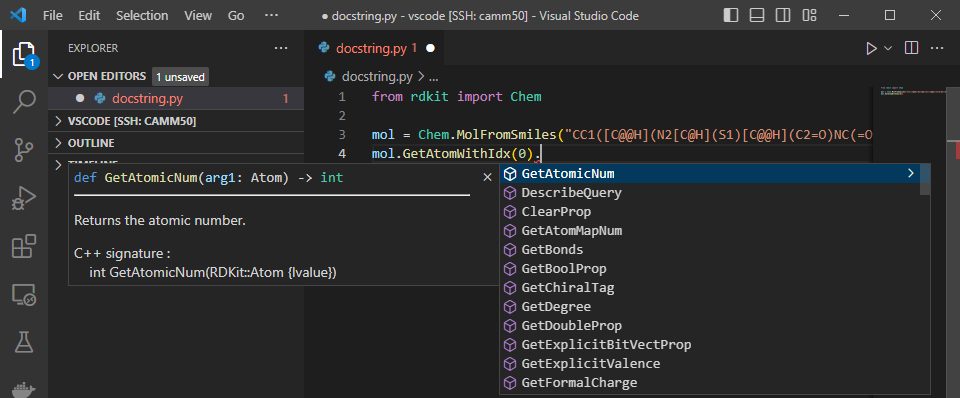 File Edit Selection View Go ··· ● docstring.py - vscode [SSH: camm50] - Visual Studio Code
EXPLORER ···
OPEN EDITORS 1 unsaved
● docstring.py 1
VSCODE [SSH: CAMM50]
OUTLINE
TIMELINE
1
docstring.py 1 ●
docstring.py > ...
1 from rdkit import Chem
2
3 mol = Chem.MolFromSmiles("CC1([C@@H](N2[C@H](S1)[C@@H](C2=O)NC(=O
4 mol.GetAtomWithIdx(0).
def GetAtomicNum(arg1: Atom) -> int
Returns the atomic number.
C++ signature :
int GetAtomicNum(RDKit::Atom {lvalue})
GetAtomicNum
DescribeQuery
ClearProp
GetAtomMapNum
GetBonds
GetBoolProp
GetChiralTag
GetDegree
GetDoubleProp
GetExplicitBitVectProp
GetExplicitValence
GetFormalCharge